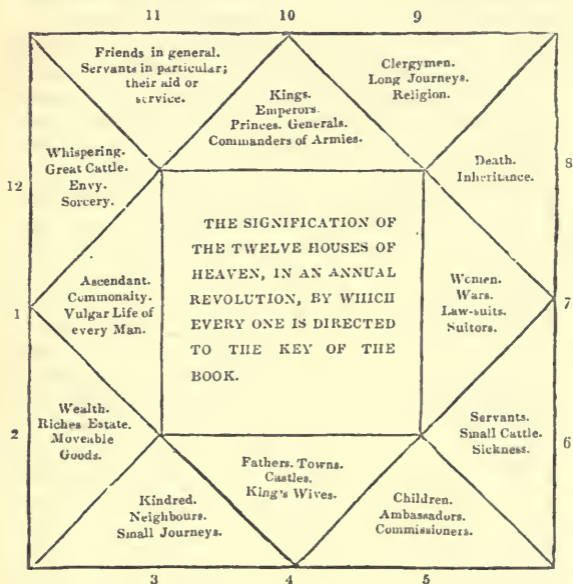 11
10
9
Friends in general.
Servants in particular;
their aid or
service.
Kings.
Emperors.
Princes. Generals.
Commanders of Armies.
Clergymen.
Long Journeys.
Religion.
12
Whispering.
Great Cattle.
Envy.
Sorcery.
Death.
Inheritance.
8
THE SIGNIFICATION OF
THE TWELVE HOUSES OF
HEAVEN, IN AN ANNUAL
REVOLUTION, BY WHICH
EVERY ONE IS DIRECTED
TO THE KEY OF THE
BOOK.
1
Ascendant.
Commonalty.
Vulgar Life of
every Man.
Women.
Wars.
Law-suits.
Suitors.
7
2
Wealth.
Riches Estate.
Moveable
Goods.
Servants.
Small Cattle.
Sickness.
6
Kindred.
Neighbours.
Small Journeys.
Fathers. Towns.
Castles.
King's Wives.
Children.
Ambassadors.
Commissioners.
3
4
5